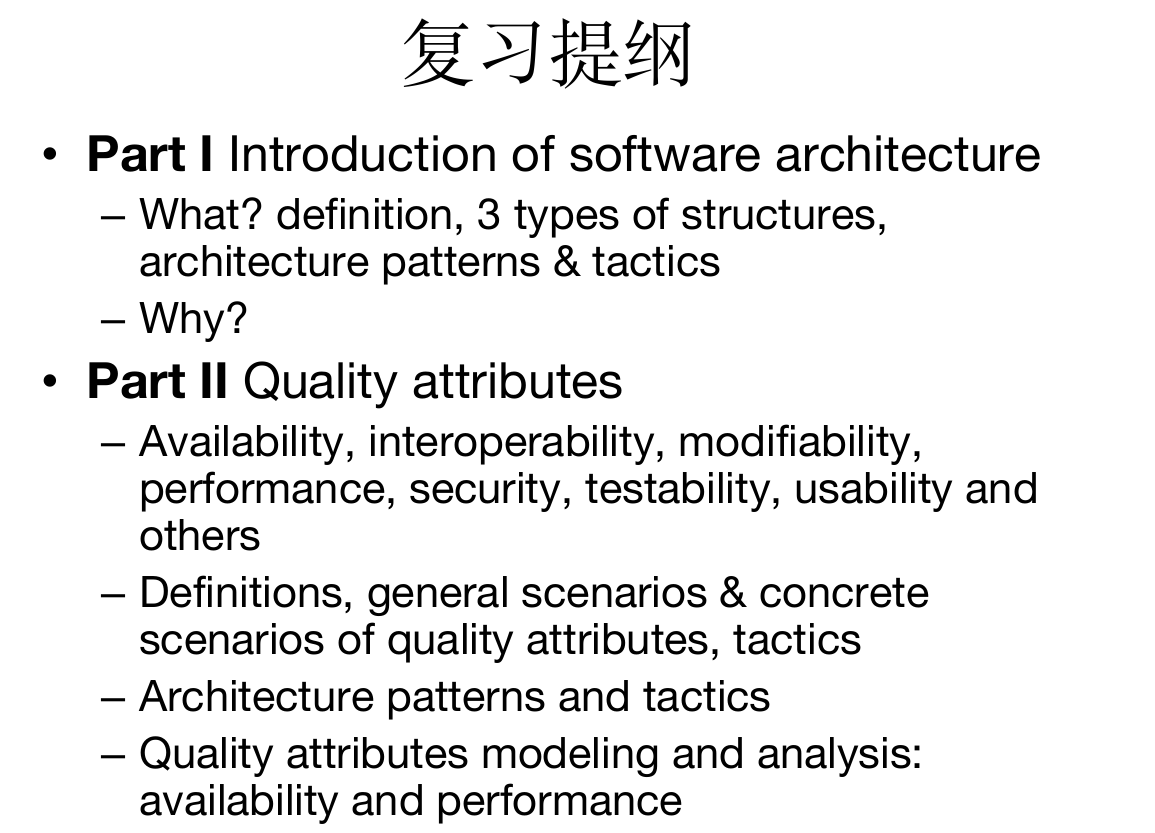 复习提纲
• Part I Introduction of software architecture
– What? definition, 3 types of structures,
architecture patterns & tactics
– Why?
• Part II Quality attributes
– Availability, interoperability, modifiability,
performance, security, testability, usability and
others
– Definitions, general scenarios & concrete
scenarios of quality attributes, tactics
– Architecture patterns and tactics
– Quality attributes modeling and analysis:
availability and performance